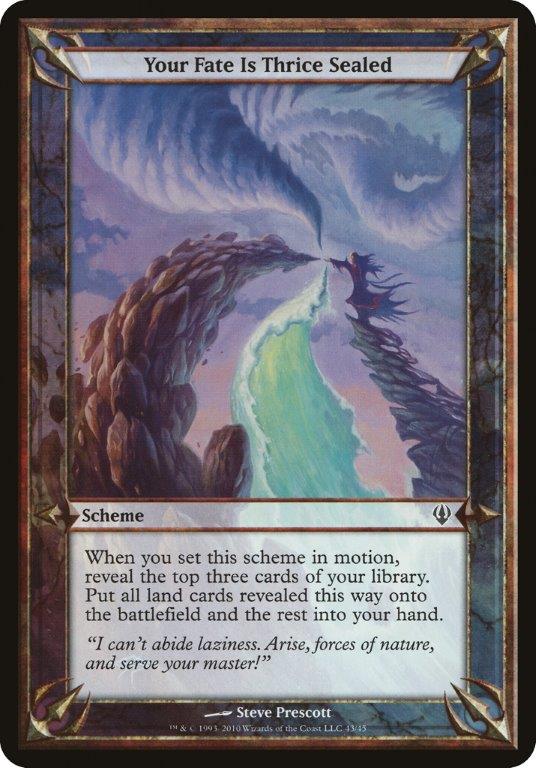 Your Fate Is Thrice Sealed
Scheme
When you set this scheme in motion,
reveal the top three cards of your library.
Put all land cards revealed this way onto
the battlefield and the rest into your hand.
“I can’t abide laziness. Arise, forces of nature,
and serve your master!”
Steve Prescott
™ & © 1993–2010 Wizards of the Coast LLC 43/45